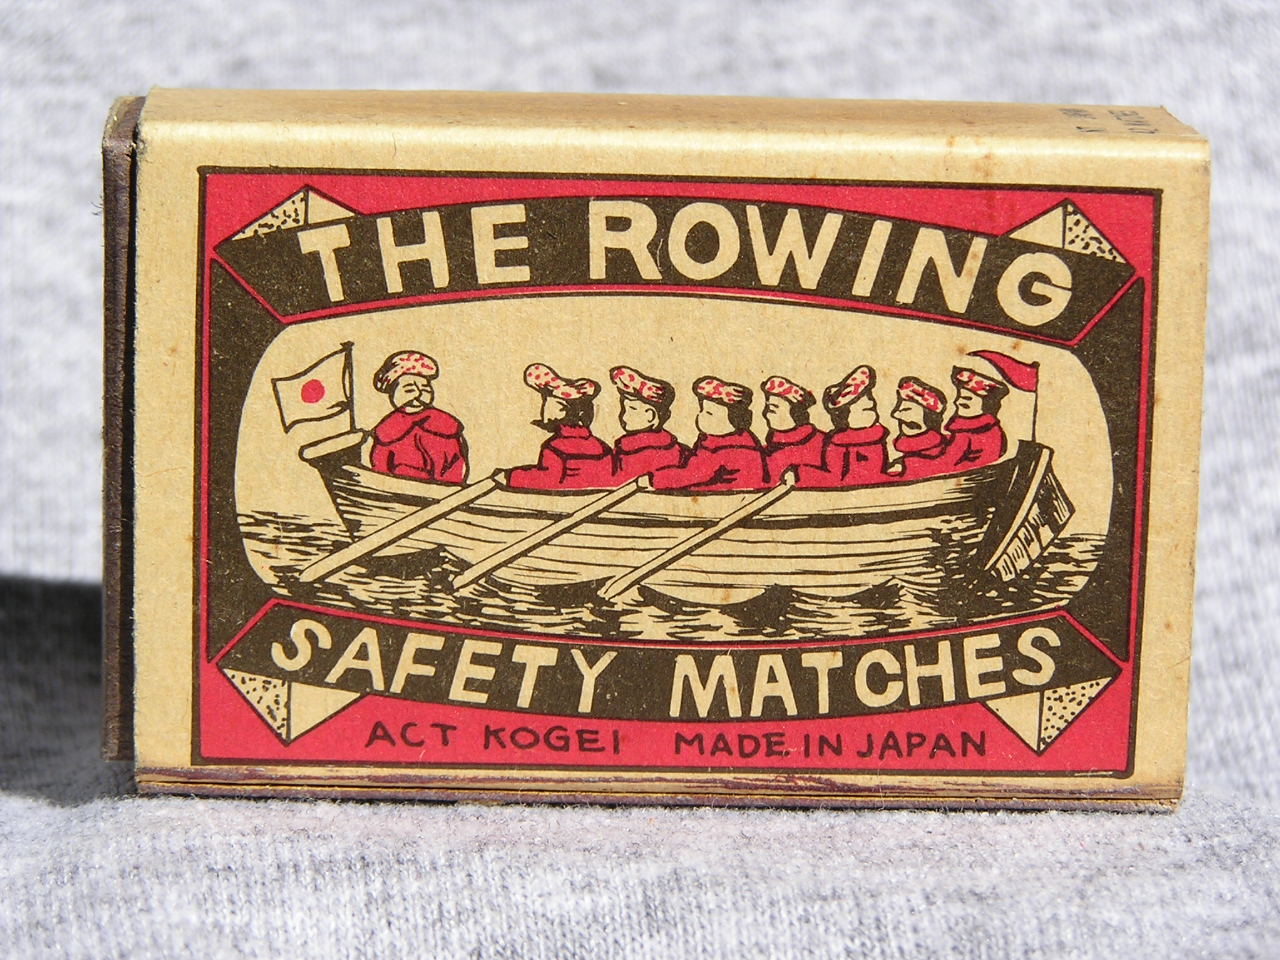 THE ROWING
SAFETY MATCHES
ACT KOGEI MADE IN JAPAN